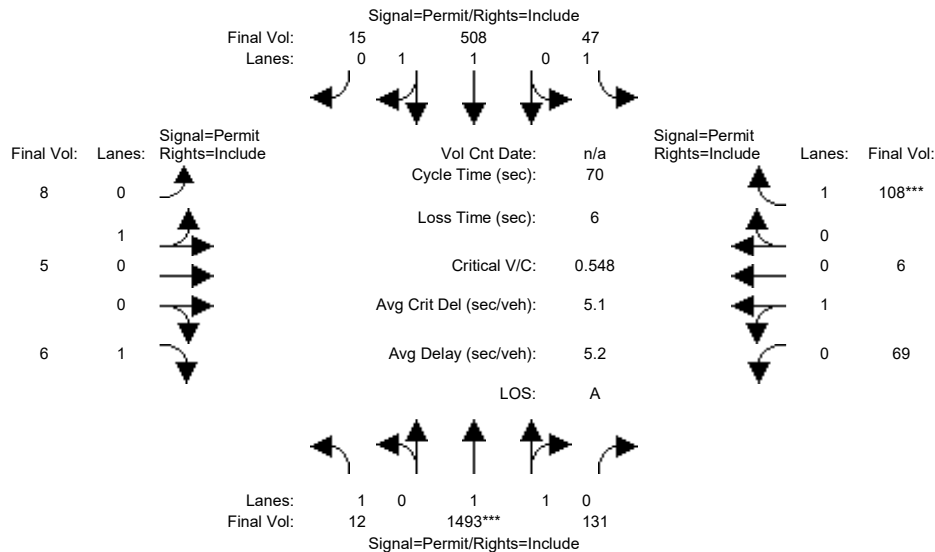 Signal=Permit/Rights=Include
Final Vol: 15 508 47
Lanes: 0 1 1 0 1
Signal=Permit
Final Vol: Lanes: Rights=Include
Vol Cnt Date: n/a
Signal=Permit
Rights=Include Lanes: Final Vol:
Cycle Time (sec): 70
8 0
1 108***
Loss Time (sec): 6
1
0
5 0
Critical V/C: 0.548
0 6
0
Avg Crit Del (sec/veh): 5.1
1
6 1
Avg Delay (sec/veh): 5.2
0 69
LOS: A
Lanes: 1 0 1 1 0
Final Vol: 12 1493*** 131
Signal=Permit/Rights=Include